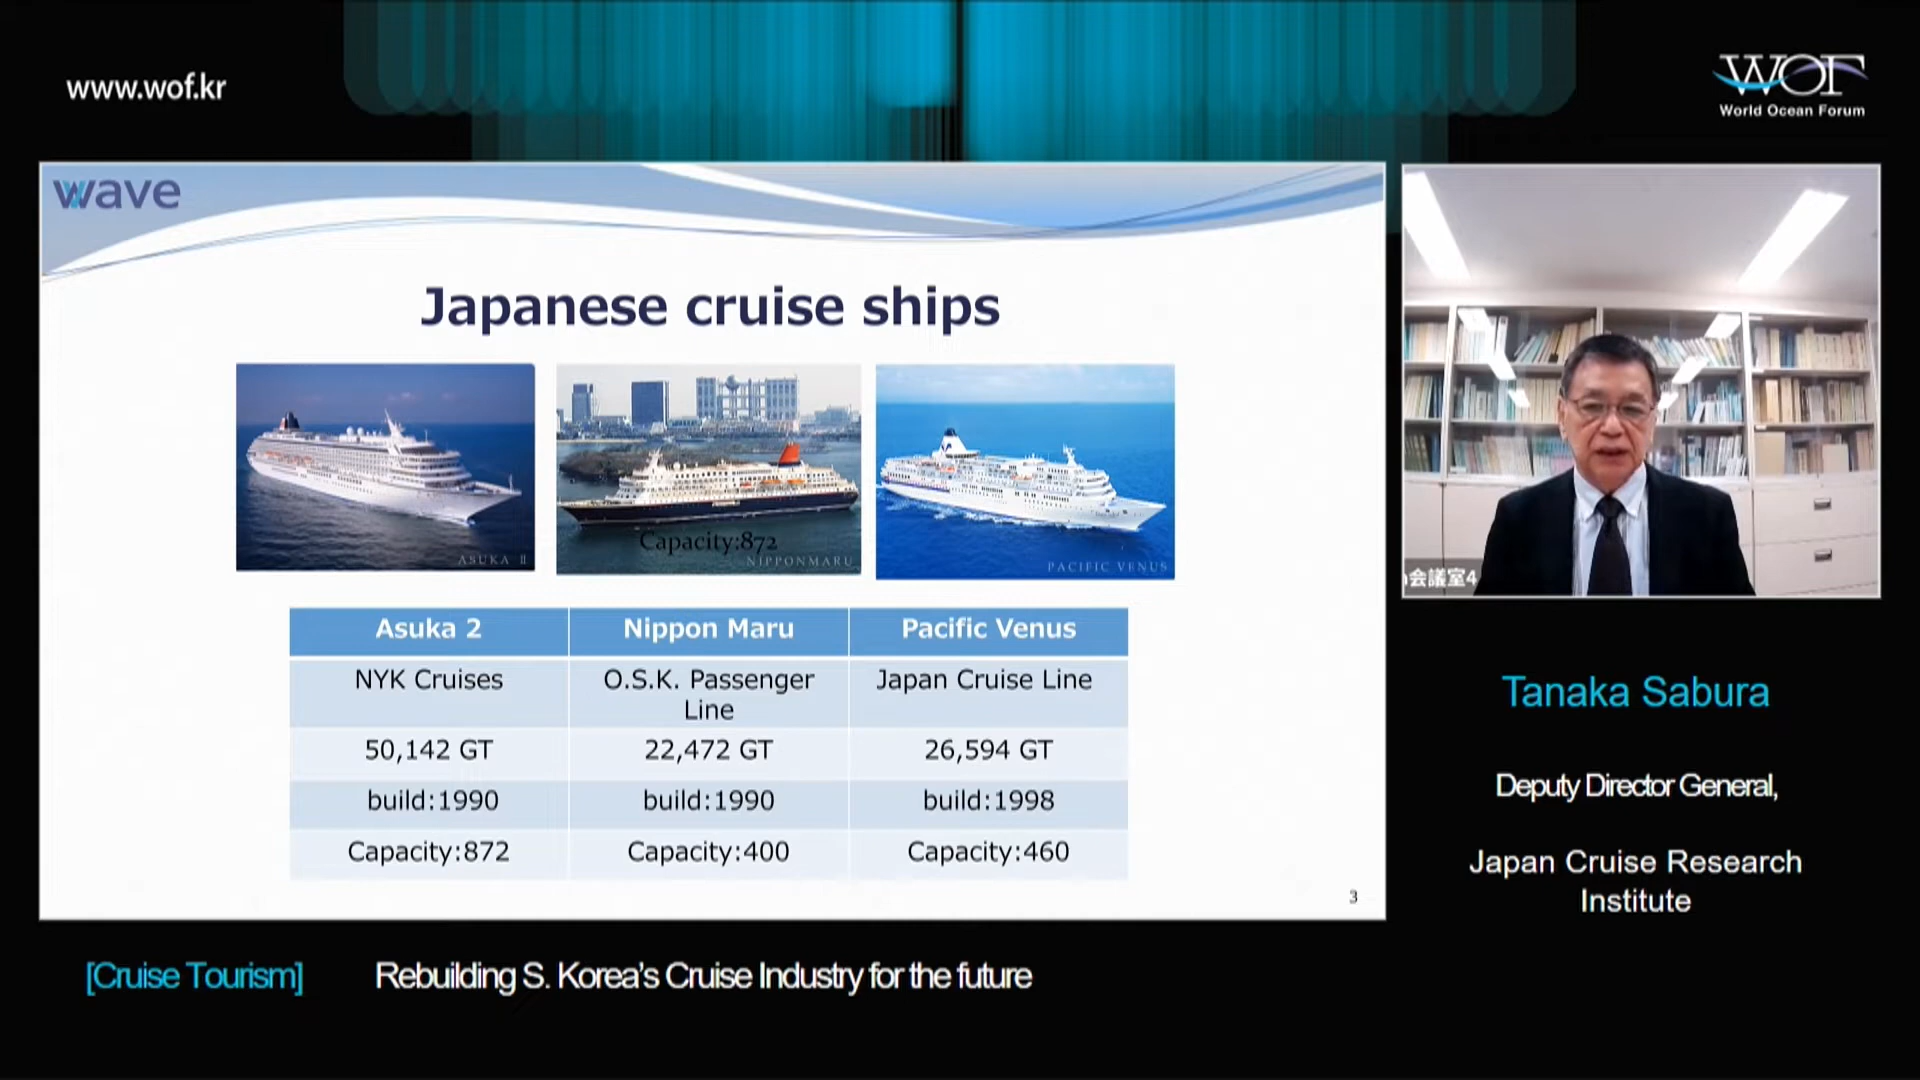 www.wof.kr
WOF
World Ocean Forum
wave
Japanese cruise ships
ASUKA II
Capacity:872
NIPPONMARU
PACIFIC VENUS
Asuka 2 Nippon Maru Pacific Venus
NYK Cruises O.S.K. Passenger Line Japan Cruise Line
50,142 GT 22,472 GT 26,594 GT
build:1990 build:1990 build:1998
Capacity:872 Capacity:400 Capacity:460
3
会議室4
Tanaka Sabura
Deputy Director General,
Japan Cruise Research
Institute
[Cruise Tourism] Rebuilding S. Korea's Cruise Industry for the future